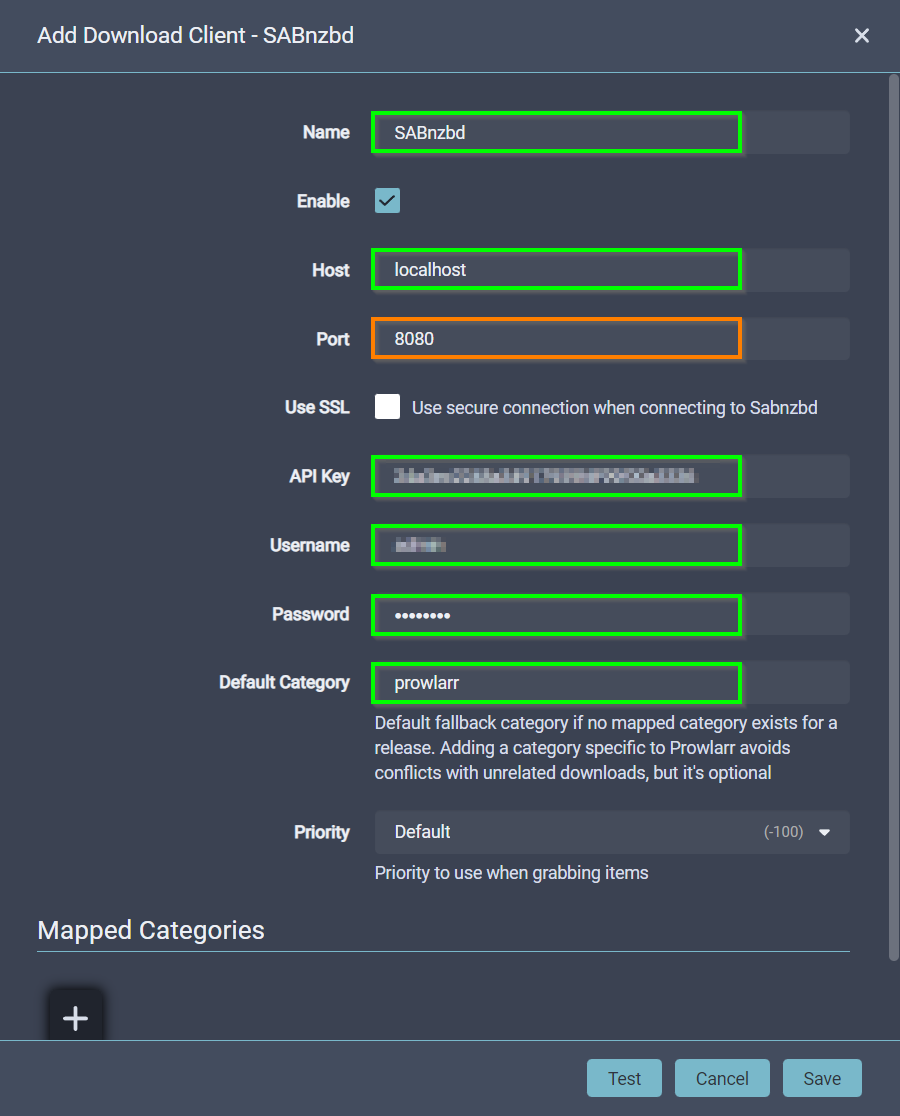 Add Download Client - SABnzbd
Name
SABnzbd
Enable
Host
localhost
Port
8080
Use SSL
Use secure connection when connecting to Sabnzbd
API Key
Username
Password
••••••••
Default Category
prowlarr
Default fallback category if no mapped category exists for a
release. Adding a category specific to Prowlarr avoids
conflicts with unrelated downloads, but it's optional
Priority
Default
(-100)
Priority to use when grabbing items
Mapped Categories
Test
Cancel
Save